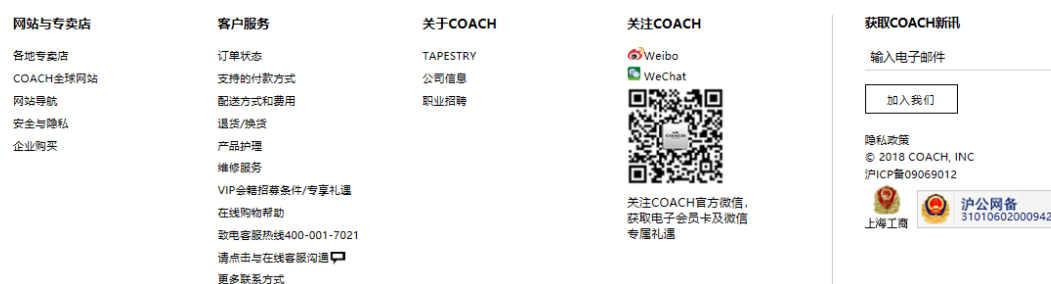 网站与专卖店
各地专卖店
COACH全球网站
网站导航
安全与隐私
企业购买
客户服务
订单状态
支持的付款方式
配送方式和费用
退货/换货
产品护理
维修服务
VIP会籍招募条件/专享礼遇
在线购物帮助
致电客服热线400-001-7021
请点击与在线客服沟通
更多联系方式
关于COACH
TAPESTRY
公司信息
职业招聘
关注COACH
Weibo
WeChat
COACH
关注COACH官方微信，
获取电子会员卡及微信
专属礼遇
获取COACH新讯
输入电子邮件
加入我们
隐私政策
© 2018 COACH, INC
沪ICP备09069012
上海工商
沪公网备
31010602000942